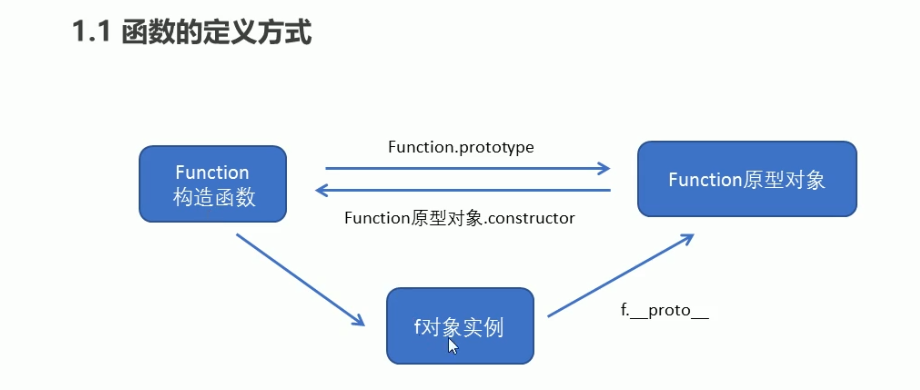 1.1 函数的定义方式
Function.prototype
Function
构造函数
Function原型对象
Function原型对象.constructor
f对象实例
f.__proto__